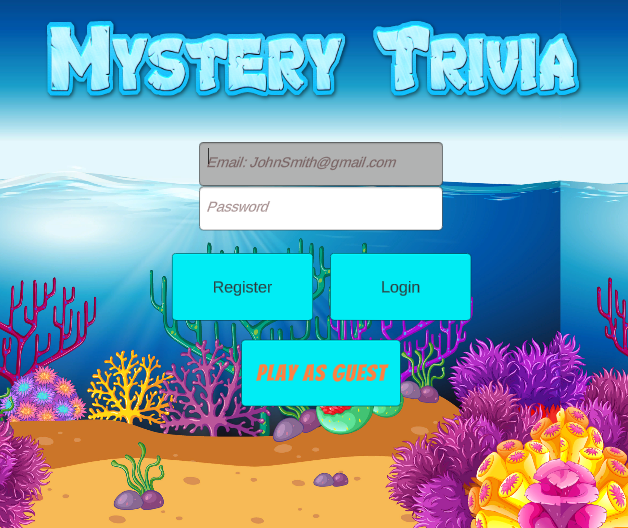 Mystery Trivia
Email: JohnSmith@gmail.com
Password
Register
Login
PLAY AS GUEST